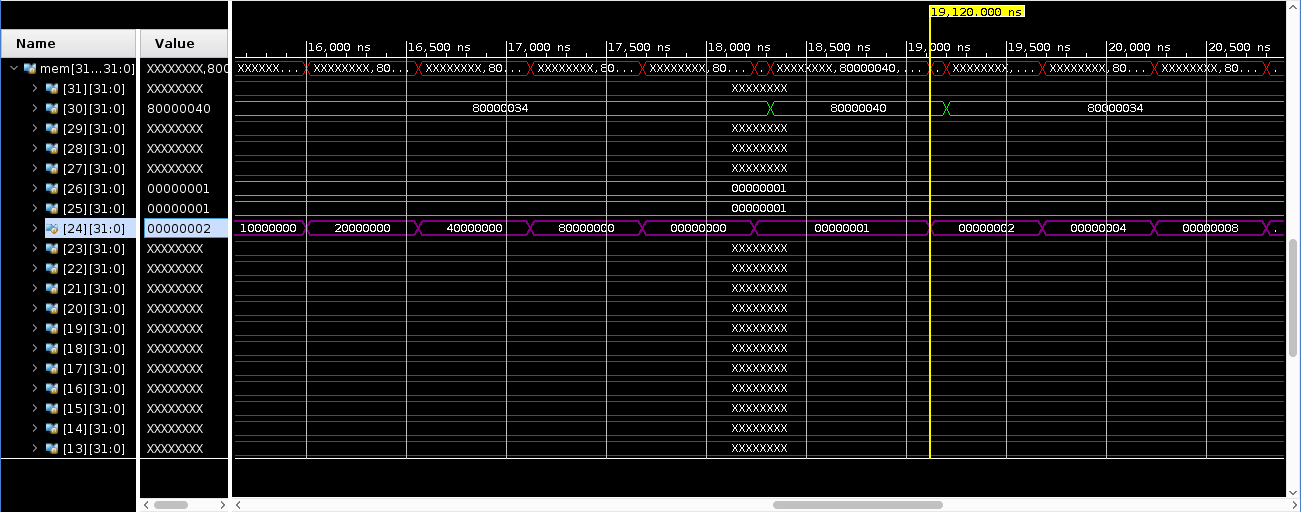 19,120.000 ns
Name Value
16,000 ns 16,500 ns 17,000 ns 17,500 ns 18,000 ns 18,500 ns 19,000 ns 19,500 ns 20,000 ns 20,500 ns
mem[31...31:0] XXXXXXXX,800 XXXXXX... XXXXXXXX,80... XXXXXXXX,80... XXXXXXXX,8... XXXXXXXX,80... ... XXXXXXXX,80000040,... XXXXXXXX,... XXXXXXXX,80... XXXXXXXX,80...
[31][31:0] XXXXXXXX XXXXXXXX
[30][31:0] 80000040 80000034 80000040 80000034
[29][31:0] XXXXXXXX XXXXXXXX
[28][31:0] XXXXXXXX XXXXXXXX
[27][31:0] XXXXXXXX XXXXXXXX
[26][31:0] 00000001 00000001
[25][31:0] 00000001 00000001
[24][31:0] 00000002 10000000 20000000 40000000 80000000 00000000 00000001 00000002 00000004 00000008 .
[23][31:0] XXXXXXXX XXXXXXXX
[22][31:0] XXXXXXXX XXXXXXXX
[21][31:0] XXXXXXXX XXXXXXXX
[20][31:0] XXXXXXXX XXXXXXXX
[19][31:0] XXXXXXXX XXXXXXXX
[18][31:0] XXXXXXXX XXXXXXXX
[17][31:0] XXXXXXXX XXXXXXXX
[16][31:0] XXXXXXXX XXXXXXXX
[15][31:0] XXXXXXXX XXXXXXXX
[14][31:0] XXXXXXXX XXXXXXXX
[13][31:0] XXXXXXXX XXXXXXXX